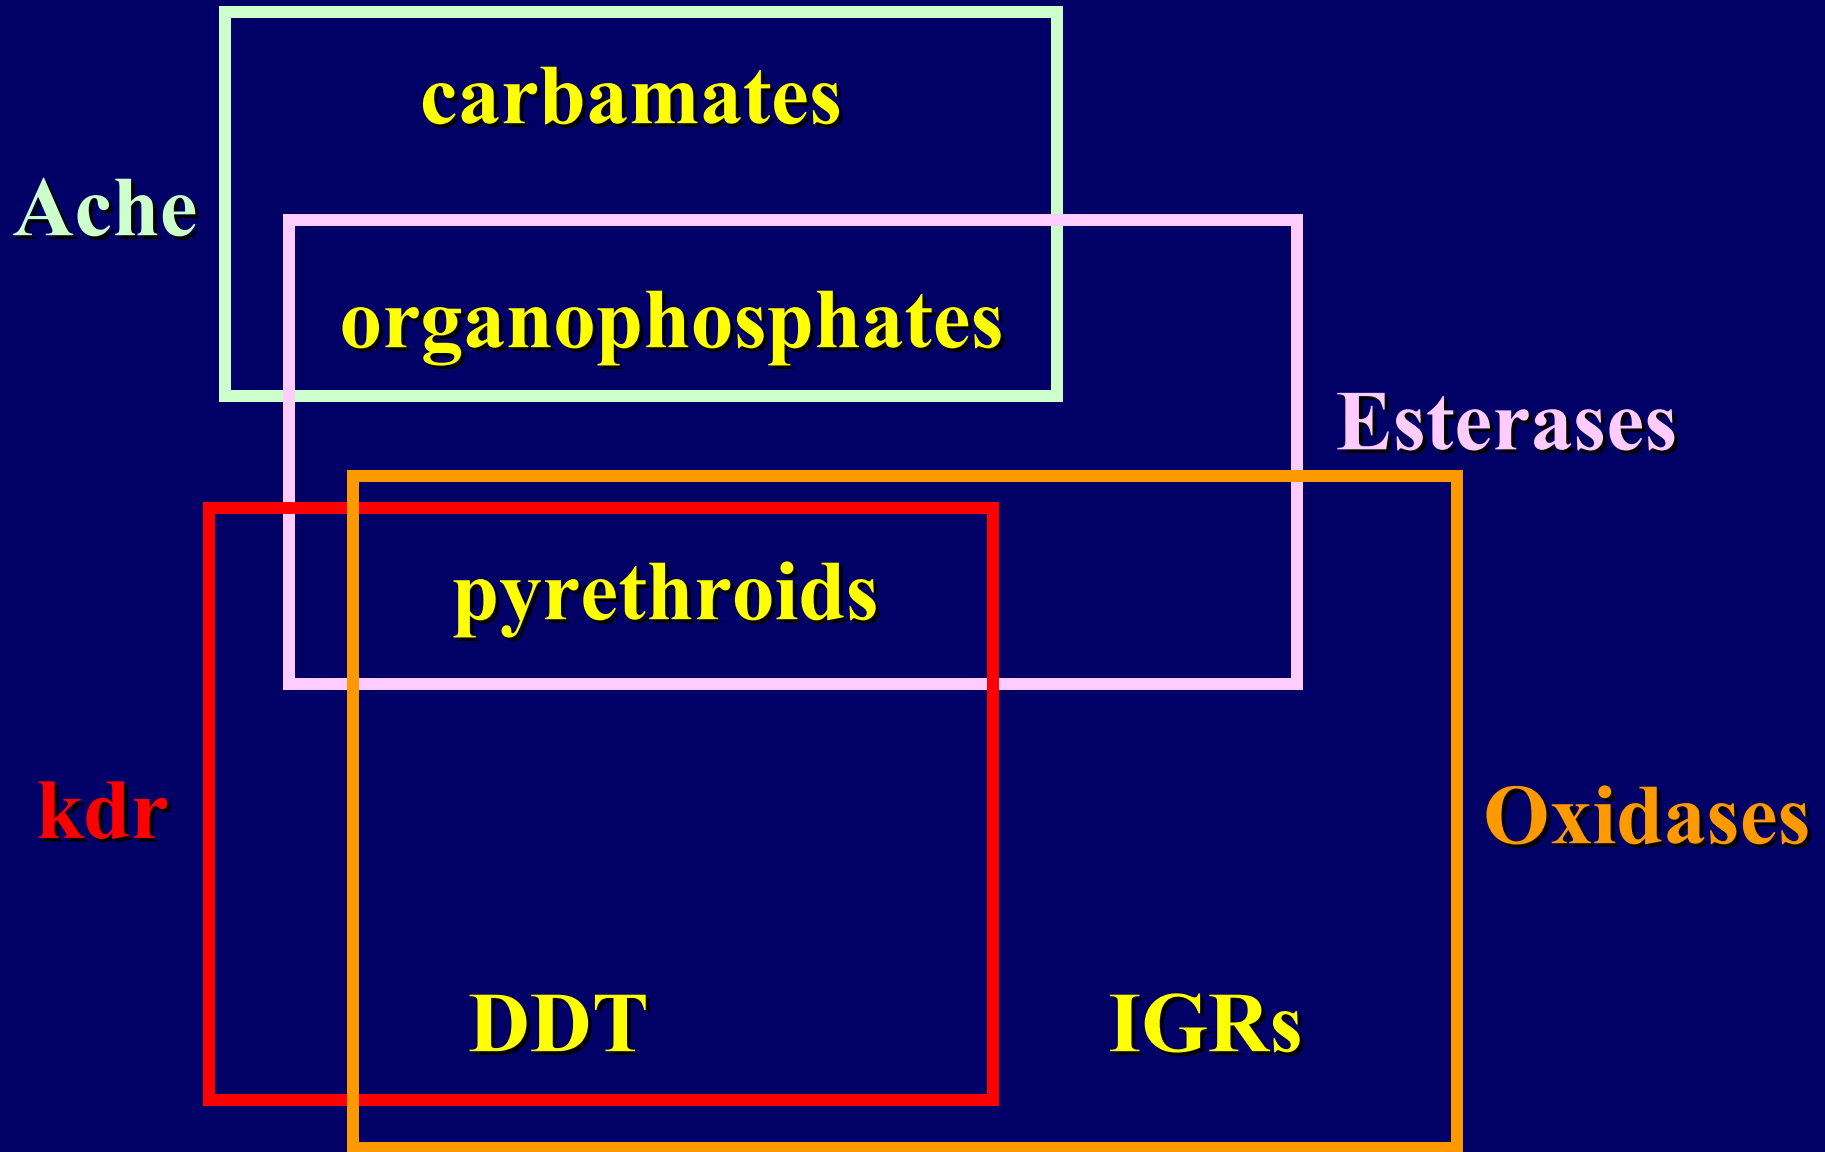 carbamates
Ache
organophosphates
Esterases
pyrethroids
kdr
Oxidases
DDT
IGRs